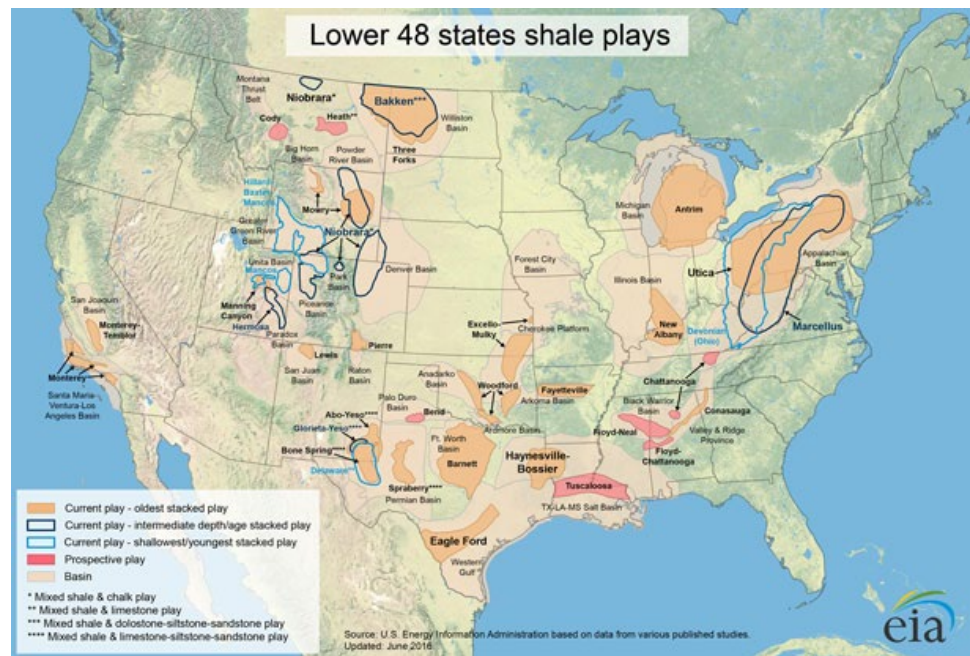 Lower 48 states shale plays
Montana
Thrust
Belt
Niobrara*
Bakken***
Cody
Heath**
Williston
Basin
Big Horn
Basin
Powder
River Basin
Three
Forks
Hilliard-
Baxter-
Mancos
Mowry
Michigan
Basin
Antrim
Greater
Green River
Basin
Niobrara*
Uinta Basin
Mancos
Park
Basin
Denver Basin
Forest City
Basin
Illinois Basin
Utica
Appalachian
Basin
San Joaquin
Basin
Manning
Canyon
Piceance
Basin
Hermosa
Monterey-
Temblor
Paradox
Basin
Excello-
Mulky
Cherokee Platform
New
Albany
Devonian
(Ohio)
Marcellus
Lewis
Pierre
Monterey
San Juan
Basin
Raton
Basin
Anadarko
Basin
Woodford
Fayetteville
Arkoma Basin
Chattanooga
Santa Maria-
Ventura-Los
Angeles Basin
Palo Duro
Basin
Bend
Black Warrior
Basin
Conasauga
Abo-Yeso****
Glorieta-Yeso****
Ardmore Basin
Floyd-Neal
Valley & Ridge
Province
Bone Spring****
Delaware**
Ft. Worth
Basin
Barnett
Haynesville-
Bossier
Floyd-
Chattanooga
Spraberry****
Permian Basin
Tuscaloosa
TX-LA-MS Salt Basin
Eagle Ford
Western
Gulf
Current play - oldest stacked play
Current play - intermediate depth/age stacked play
Current play - shallowest/youngest stacked play
Prospective play
Basin
* Mixed shale & chalk play
** Mixed shale & limestone play
*** Mixed shale & dolostone-siltstone-sandstone play
**** Mixed shale & limestone-siltstone-sandstone play
Source: U.S. Energy Information Administration based on data from various published studies.
Updated: June 2016
eia